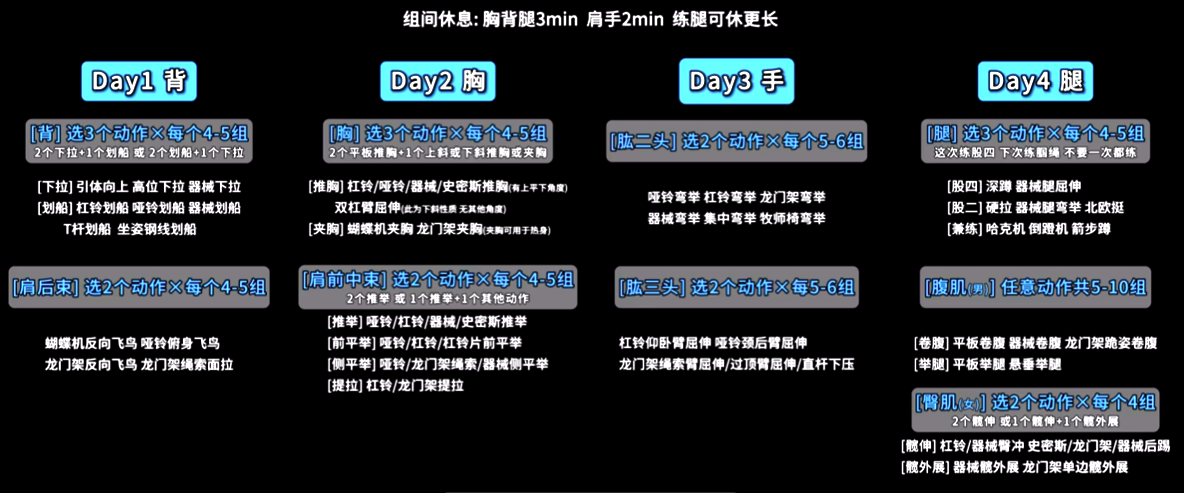 组间休息: 胸背腿3min 肩手2min 练腿可休更长
Day1 背
[背] 选3个动作×每个4-5组
2个下拉+1个划船 或 2个划船+1个下拉
[下拉] 引体向上 高位下拉 器械下拉
[划船] 杠铃划船 哑铃划船 器械划船
T杆划船 坐姿钢线划船
[肩后束] 选2个动作×每个4-5组
蝴蝶机反向飞鸟 哑铃俯身飞鸟
龙门架反向飞鸟 龙门架绳索面拉
Day2 胸
[胸] 选3个动作×每个4-5组
2个平板推胸+1个上斜或下斜推胸或夹胸
[推胸] 杠铃/哑铃/器械/史密斯推胸(有上平下角度)
双杠臂屈伸(此为下斜性质 无其他角度)
[夹胸] 蝴蝶机夹胸 龙门架夹胸(夹胸可用于热身)
[肩前中束] 选2个动作×每个4-5组
2个推举 或 1个推举+1个其他动作
[推举] 哑铃/杠铃/器械/史密斯推举
[前平举] 哑铃/杠铃/杠铃片前平举
[侧平举] 哑铃/龙门架绳索/器械侧平举
[提拉] 杠铃/龙门架提拉
Day3 手
[肱二头] 选2个动作×每个5-6组
哑铃弯举 杠铃弯举 龙门架弯举
器械弯举 集中弯举 牧师椅弯举
[肱三头] 选2个动作×每5-6组
杠铃仰卧臂屈伸 哑铃颈后臂屈伸
龙门架绳索臂屈伸/过顶臂屈伸/直杆下压
Day4 腿
[腿] 选3个动作×每个4-5组
这次练股四 下次练腘绳 不要一次都练
[股四] 深蹲 器械腿屈伸
[股二] 硬拉 器械腿弯举 北欧挺
[兼练] 哈克机 倒蹬机 箭步蹲
[腹肌(男)] 任意动作共5-10组
[卷腹] 平板卷腹 器械卷腹 龙门架跪姿卷腹
[举腿] 平板举腿 悬垂举腿
[臀肌(女)] 选2个动作×每个4组
2个髋伸 或1个髋伸+1个髋外展
[髋伸] 杠铃/器械臀冲 史密斯/龙门架/器械后踢
[髋外展] 器械髋外展 龙门架单边髋外展